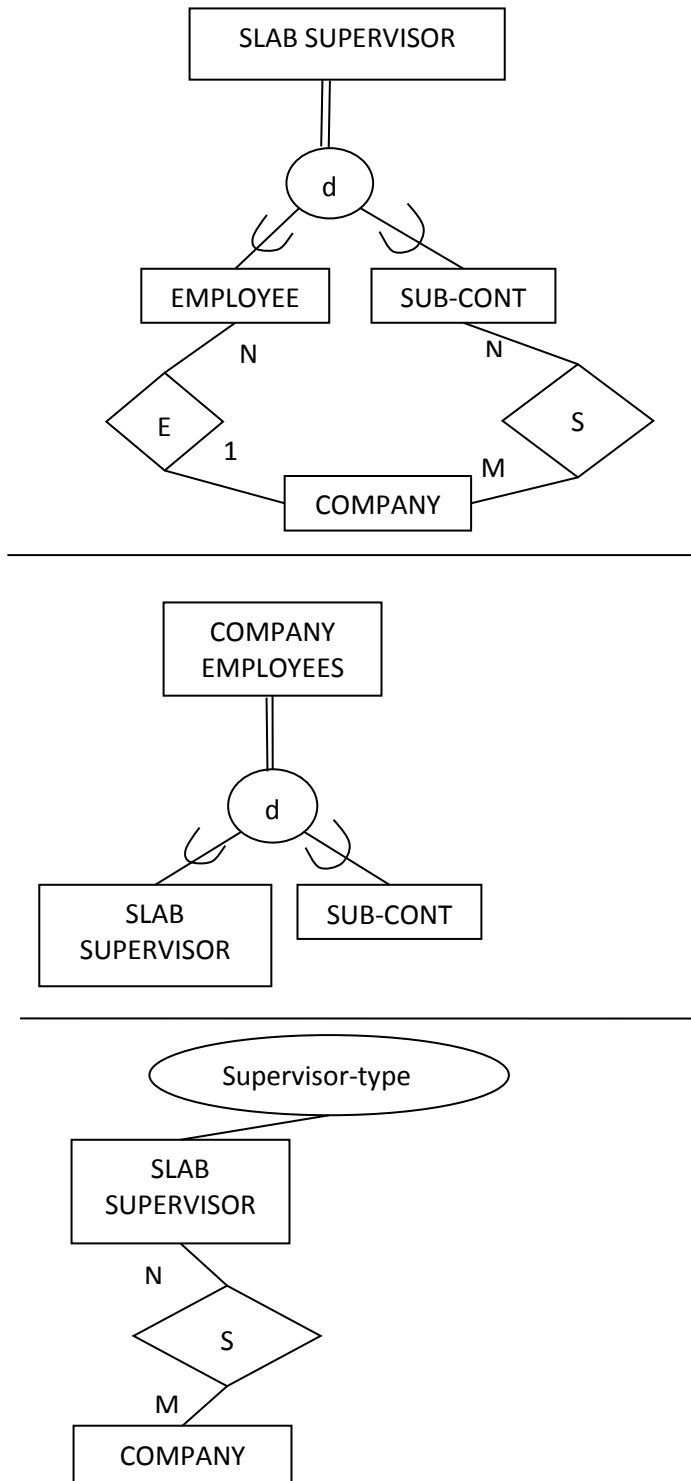 SLAB SUPERVISOR
d
EMPLOYEE
SUB-CONT
N
N
E
S
1
M
COMPANY
COMPANY
EMPLOYEES
d
SLAB
SUPERVISOR
SUB-CONT
Supervisor-type
SLAB
SUPERVISOR
N
S
M
COMPANY